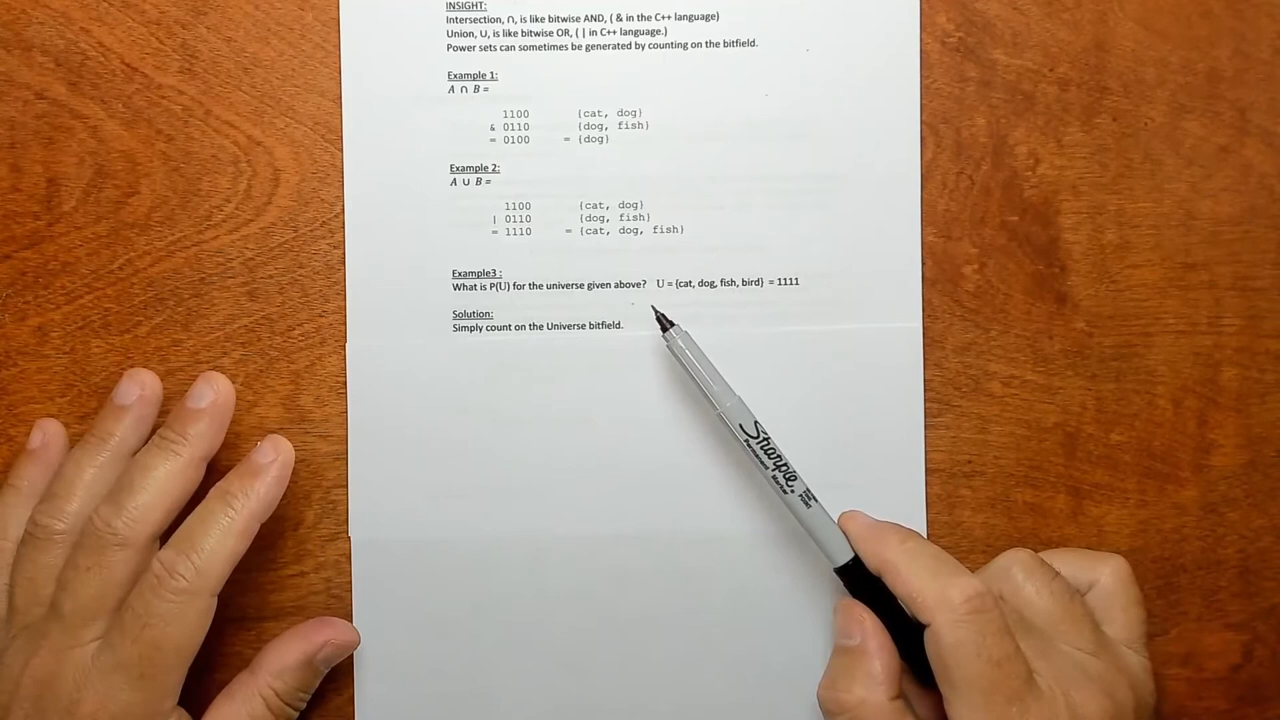 INSIGHT:
Intersection, ∩, is like bitwise AND, ( & in the C++ language)
Union, ∪, is like bitwise OR, ( | in C++ language.)
Power sets can sometimes be generated by counting on the bitfield.
Example 1:
A ∩ B =
1100 {cat, dog}
& 0110 {dog, fish}
= 0100 = {dog}
Example 2:
A ∪ B =
1100 {cat, dog}
| 0110 {dog, fish}
= 1110 = {cat, dog, fish}
Example3 :
What is P(U) for the universe given above? U = {cat, dog, fish, bird} = 1111
Solution:
Simply count on the Universe bitfield.
Sharpie.
Permanent Marker